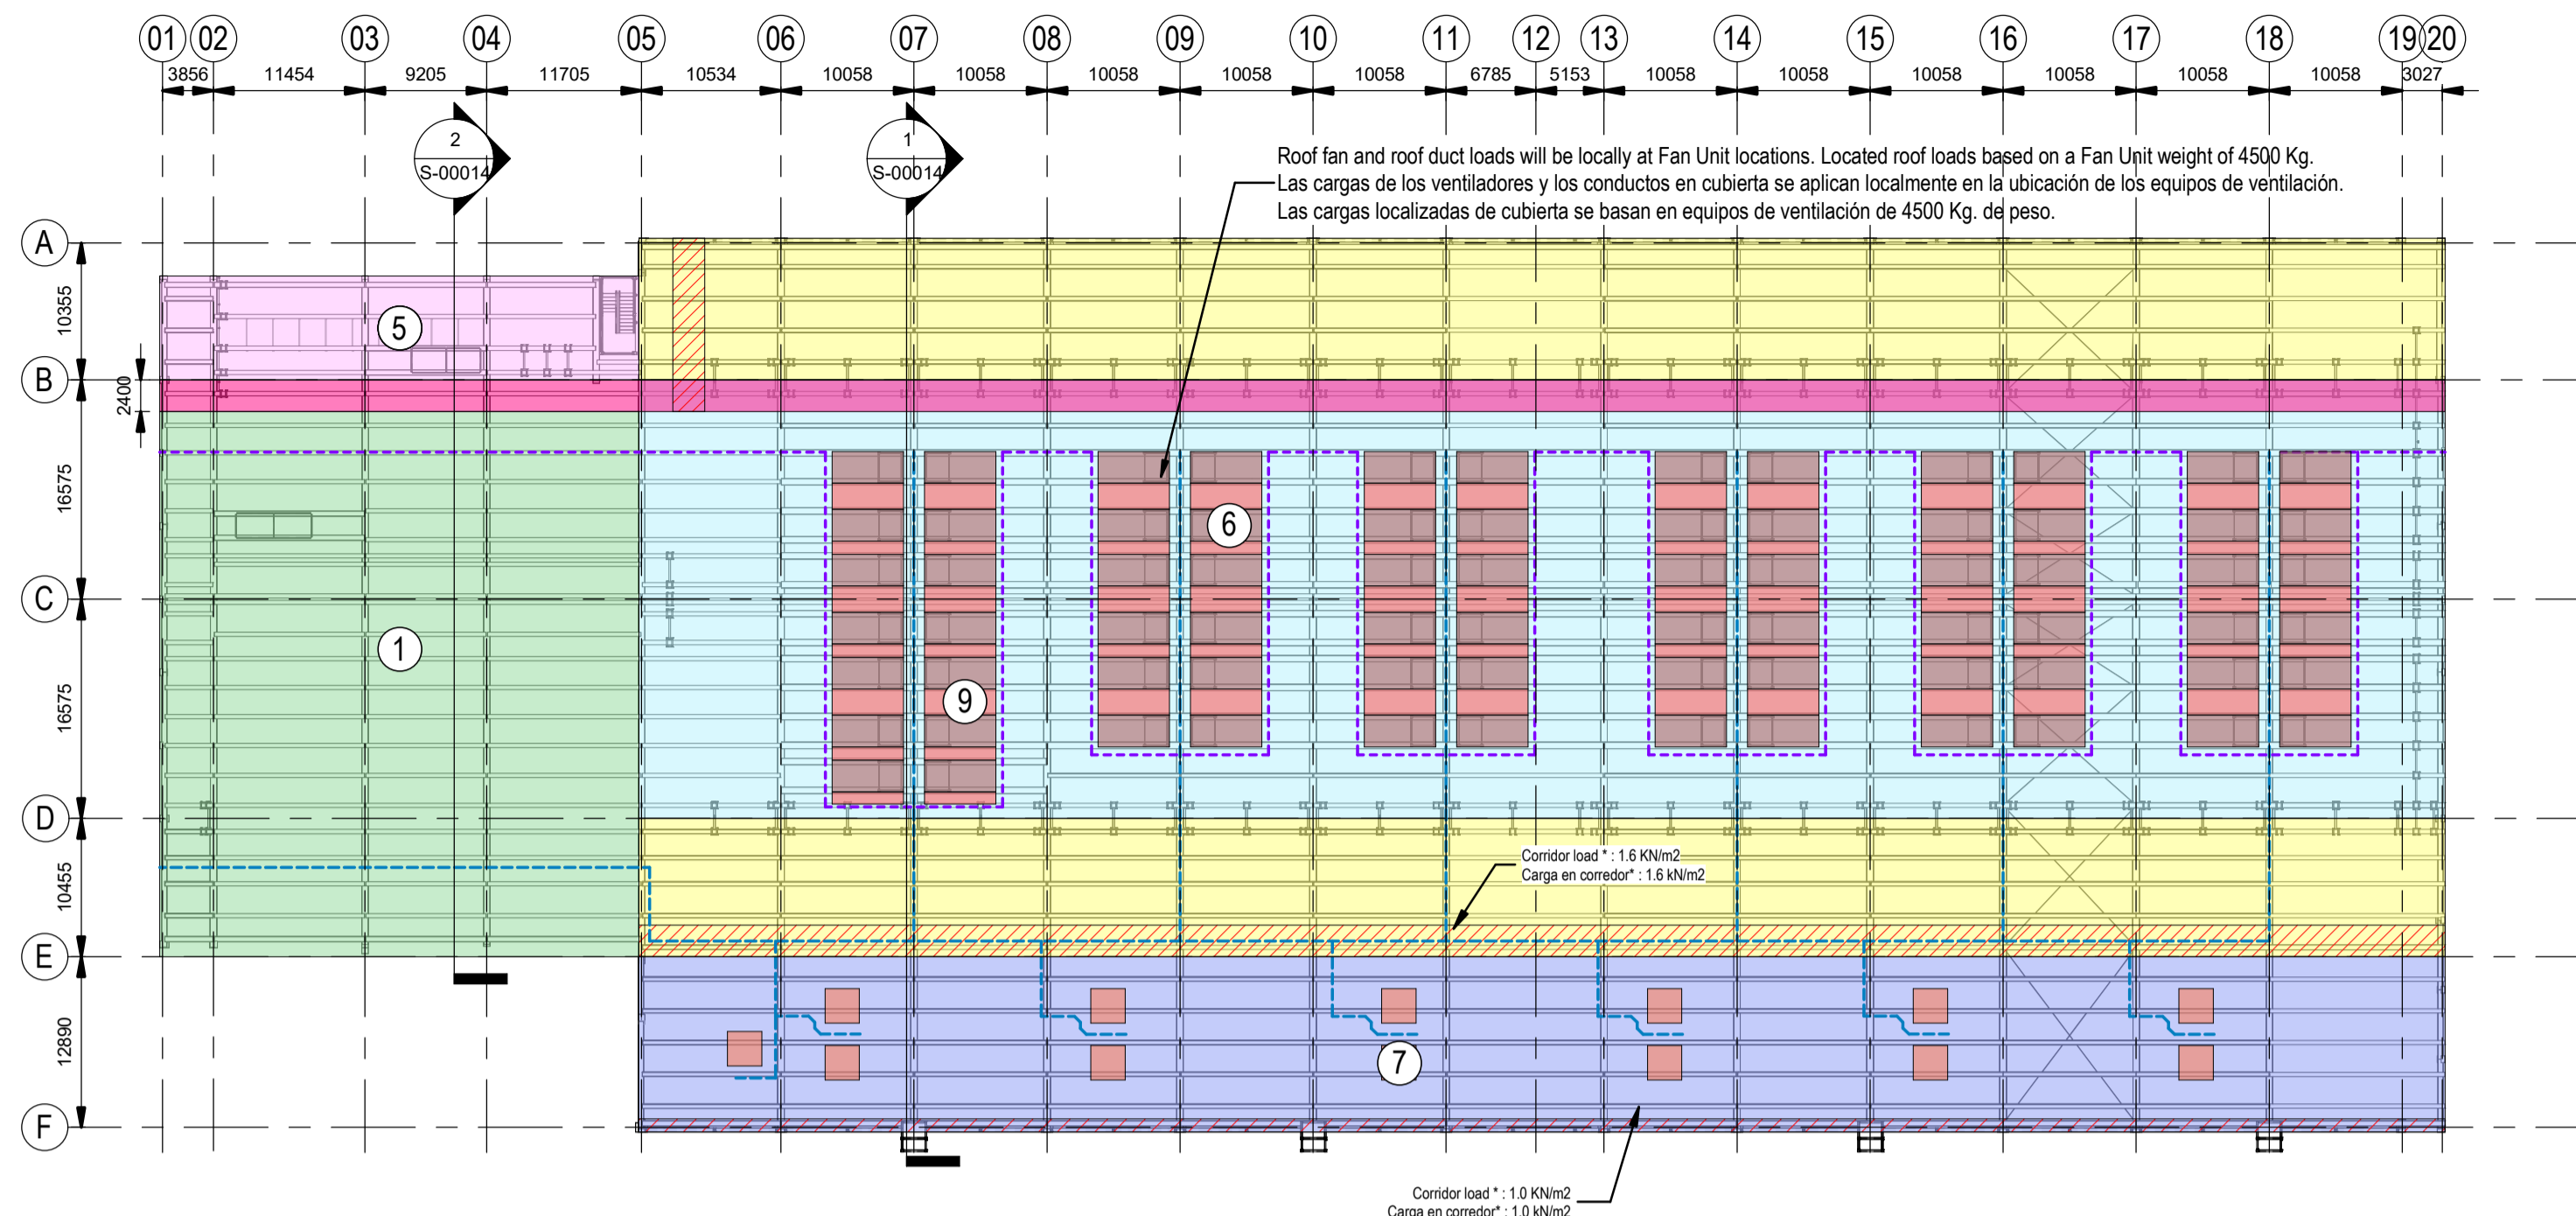 01 02 03 04 05 06 07 08 09 10 11 12 13 14 15 16 17 18 19 20
3856 11454 9205 11705 10534 10058 10058 10058 10058 10058 6785 5153 10058 10058 10058 10058 10058 10058 3027
2
S-00014
1
S-00014
Roof fan and roof duct loads will be locally at Fan Unit locations. Located roof loads based on a Fan Unit weight of 4500 Kg.
Las cargas de los ventiladores y los conductos en cubierta se aplican localmente en la ubicación de los equipos de ventilación.
Las cargas localizadas de cubierta se basan en equipos de ventilación de 4500 Kg. de peso.
A
10355
5
B
2400
16575
6
C
1
16575
9
D
Corridor load * : 1.6 KN/m2
Carga en corredor* : 1.6 kN/m2
10455
E
12890
7
F
Corridor load * : 1.0 KN/m2
Carga en corredor* : 1.0 kN/m2